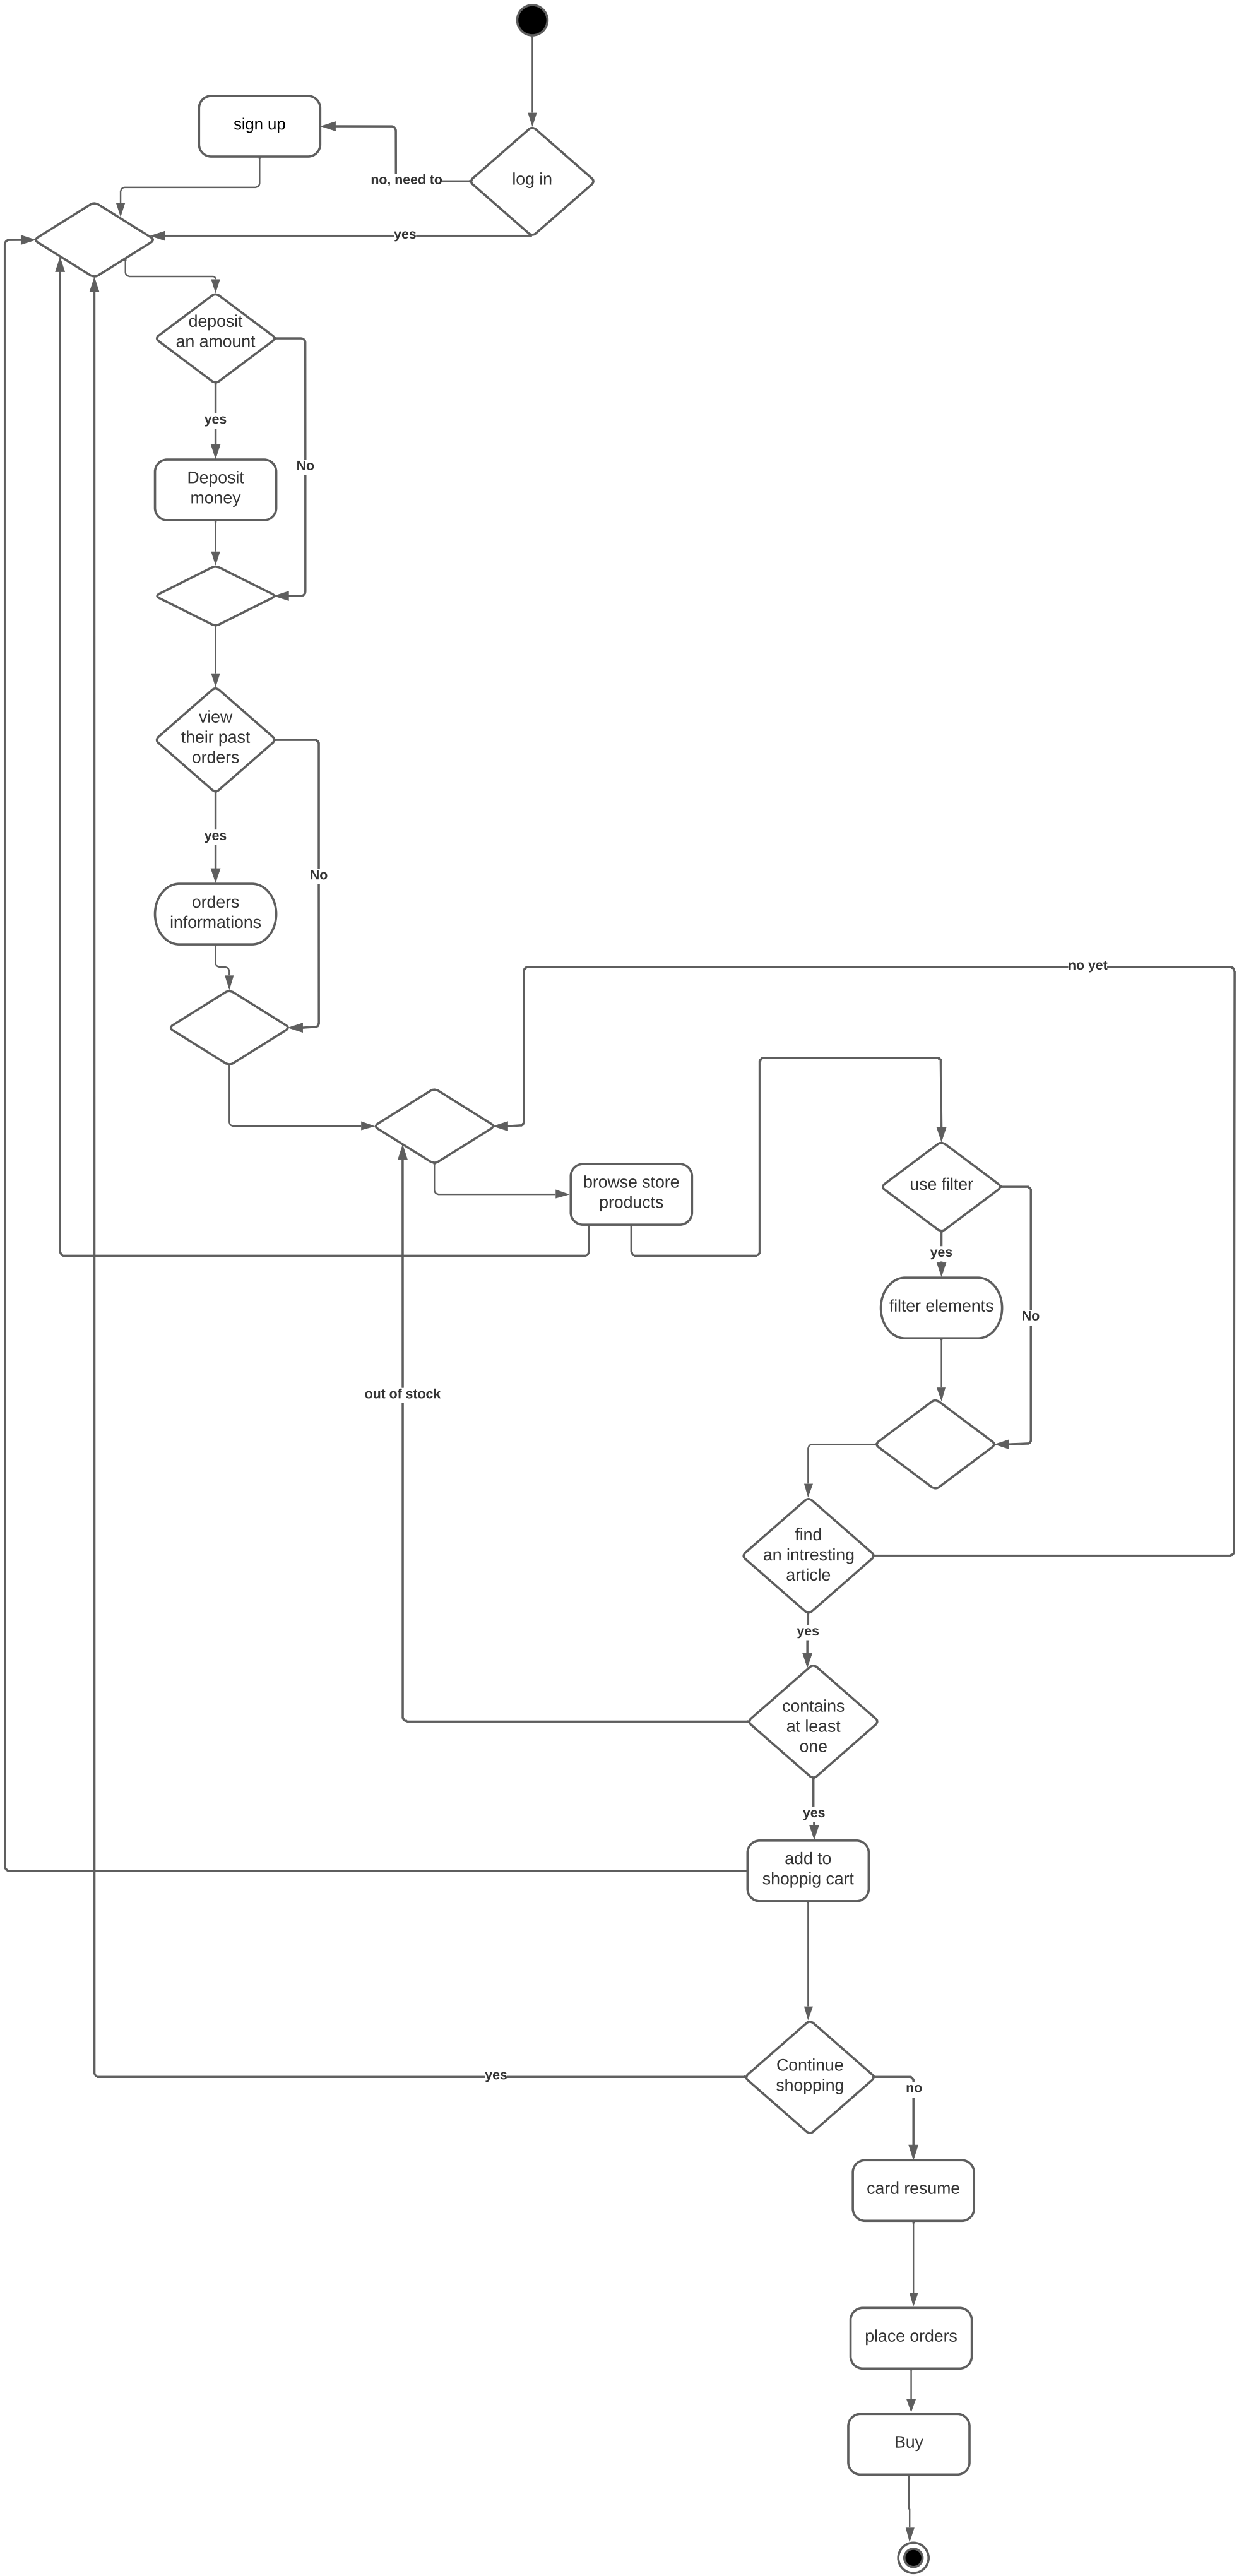 sign up
no, need to
log in
yes
deposit
an amount
yes
No
Deposit
money
view
their past
orders
yes
No
orders
informations
no yet
browse store
products
use filter
yes
filter elements
No
out of stock
find
an intresting
article
yes
contains
at least
one
yes
add to
shoppig cart
Continue
shopping
yes
no
card resume
place orders
Buy